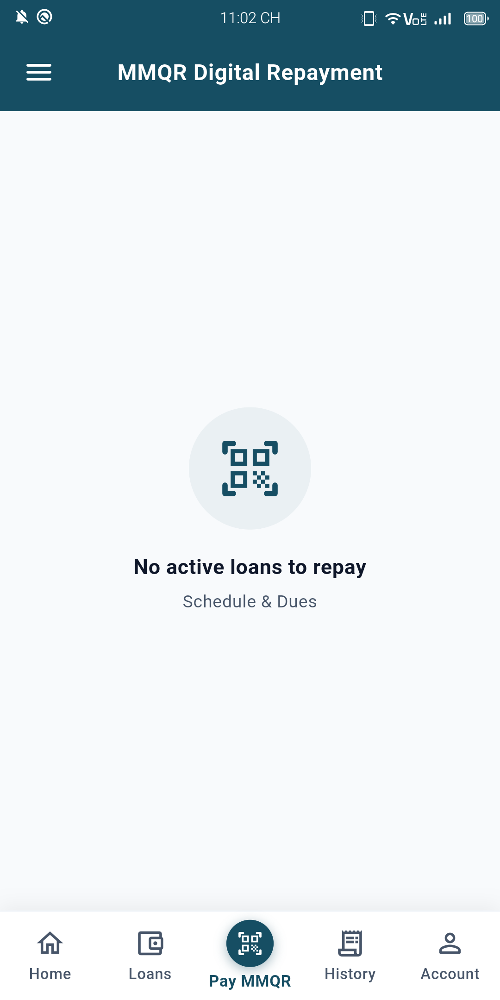 11:02 CH
VoLTE
100
MMQR Digital Repayment
No active loans to repay
Schedule & Dues
Home
Loans
Pay MMQR
History
Account